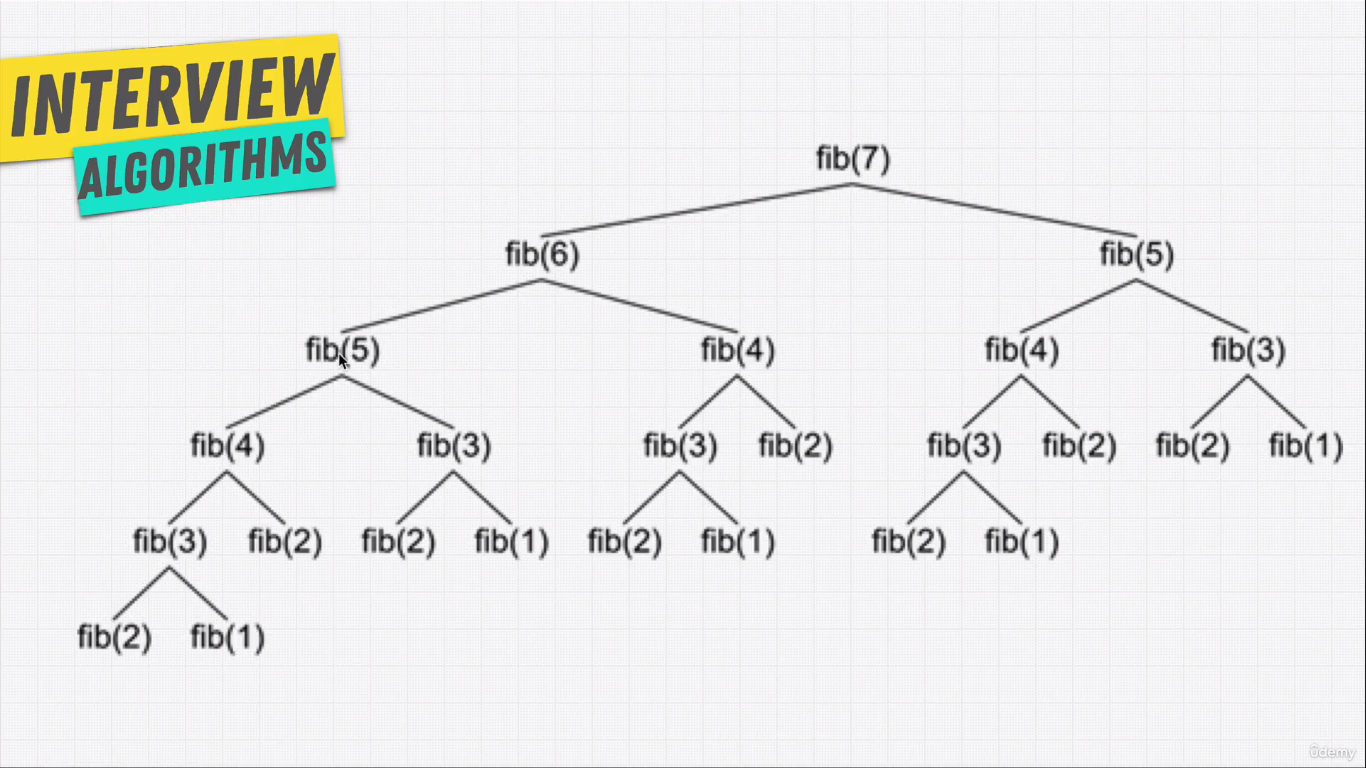 INTERVIEW
ALGORITHMS
fib(7)
fib(6) fib(5)
fib(5) fib(4) fib(4) fib(3)
fib(4) fib(3) fib(3) fib(2) fib(3) fib(2) fib(2) fib(1)
fib(3) fib(2) fib(2) fib(1) fib(2) fib(1) fib(2) fib(1)
fib(2) fib(1)
ûdemy